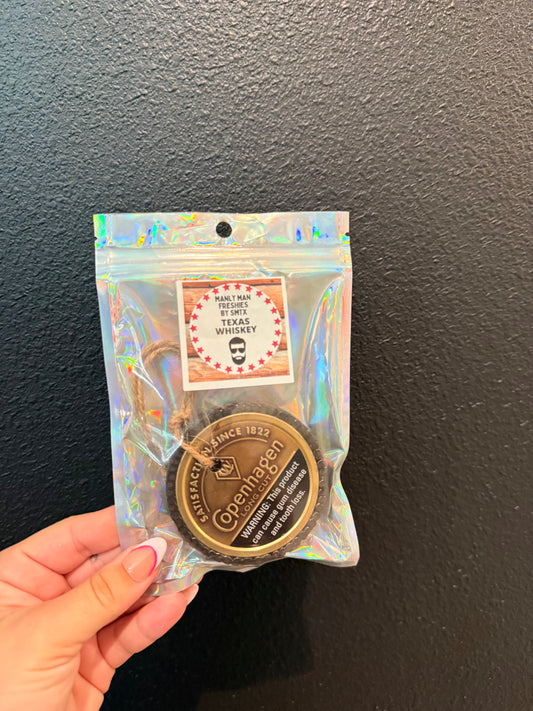 MANLY MAN
FRESHIES
BY SMTX
TEXAS
WHISKEY
SATISFACTION SINCE 1822
Copenhagen
LONG CUT
WARNING: This product
can cause gum disease
and tooth loss.